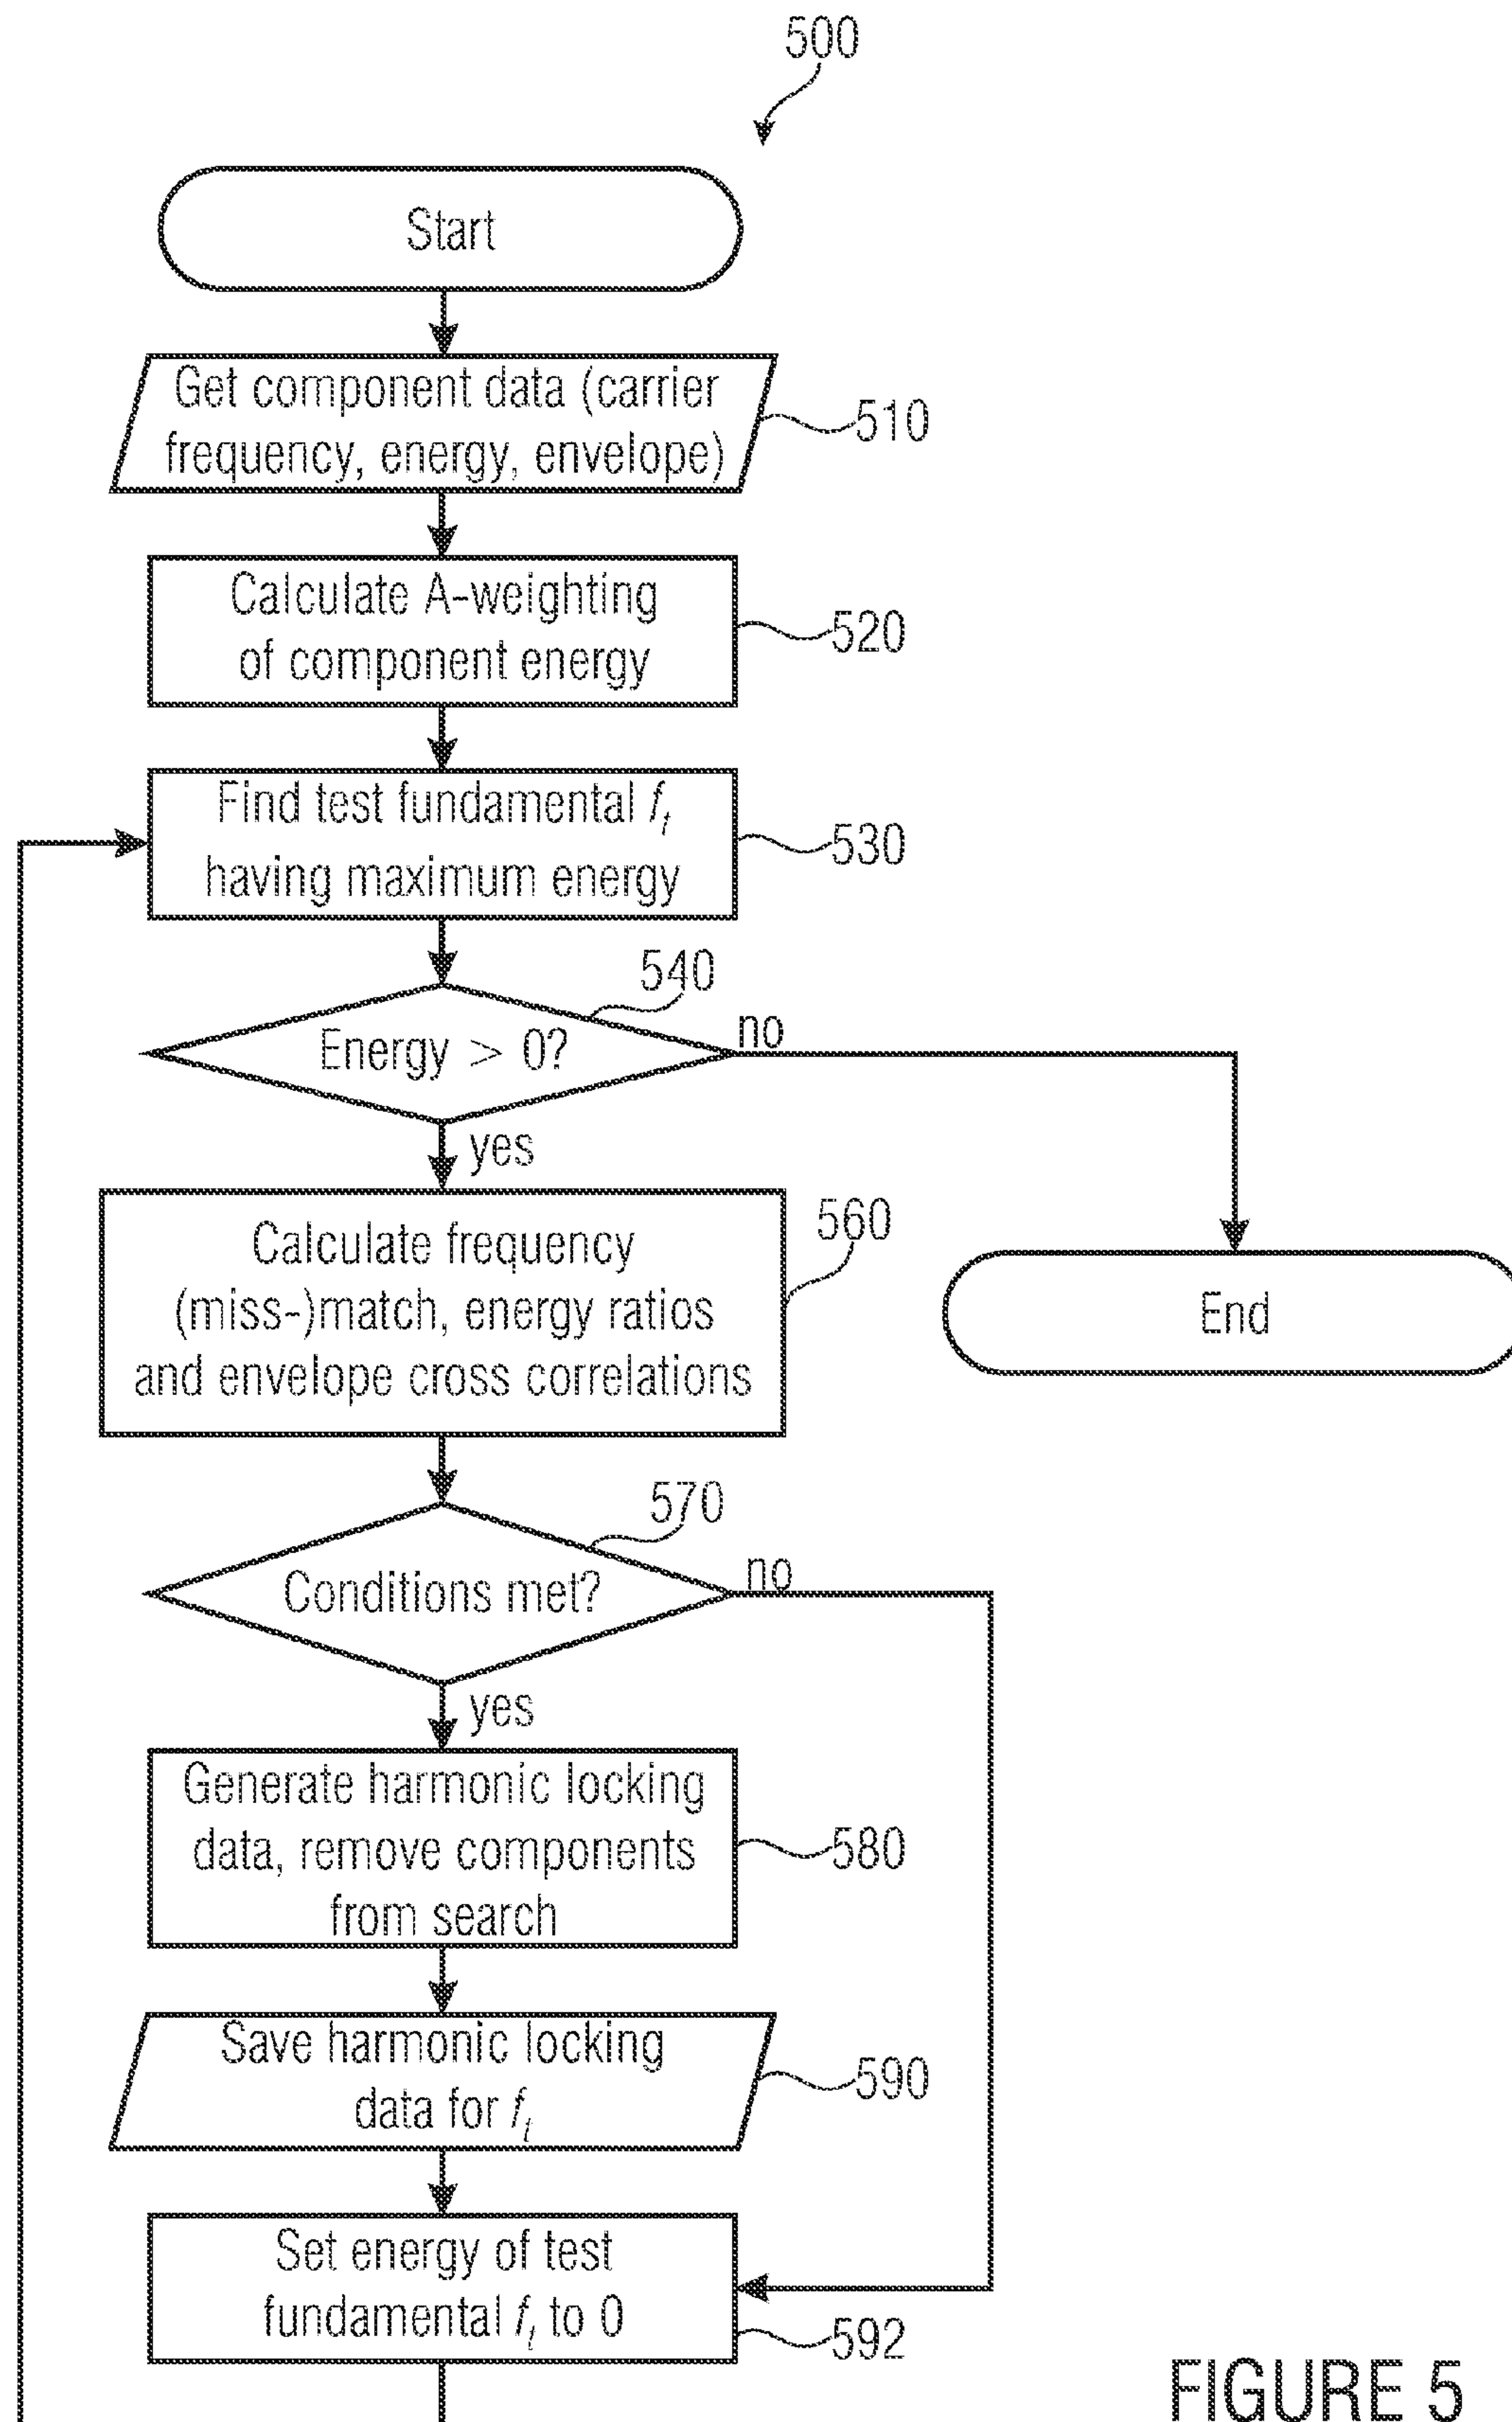 500
Start
Get component data (carrier
frequency, energy, envelope)
510
Calculate A-weighting
of component energy
520
Find test fundamental ft
having maximum energy
530
540
Energy > 0?
no
yes
Calculate frequency
(miss-)match, energy ratios
and envelope cross correlations
560
End
570
Conditions met?
no
yes
Generate harmonic locking
data, remove components
from search
580
Save harmonic locking
data for ft
590
Set energy of test
fundamental ft to 0
592
FIGURE 5